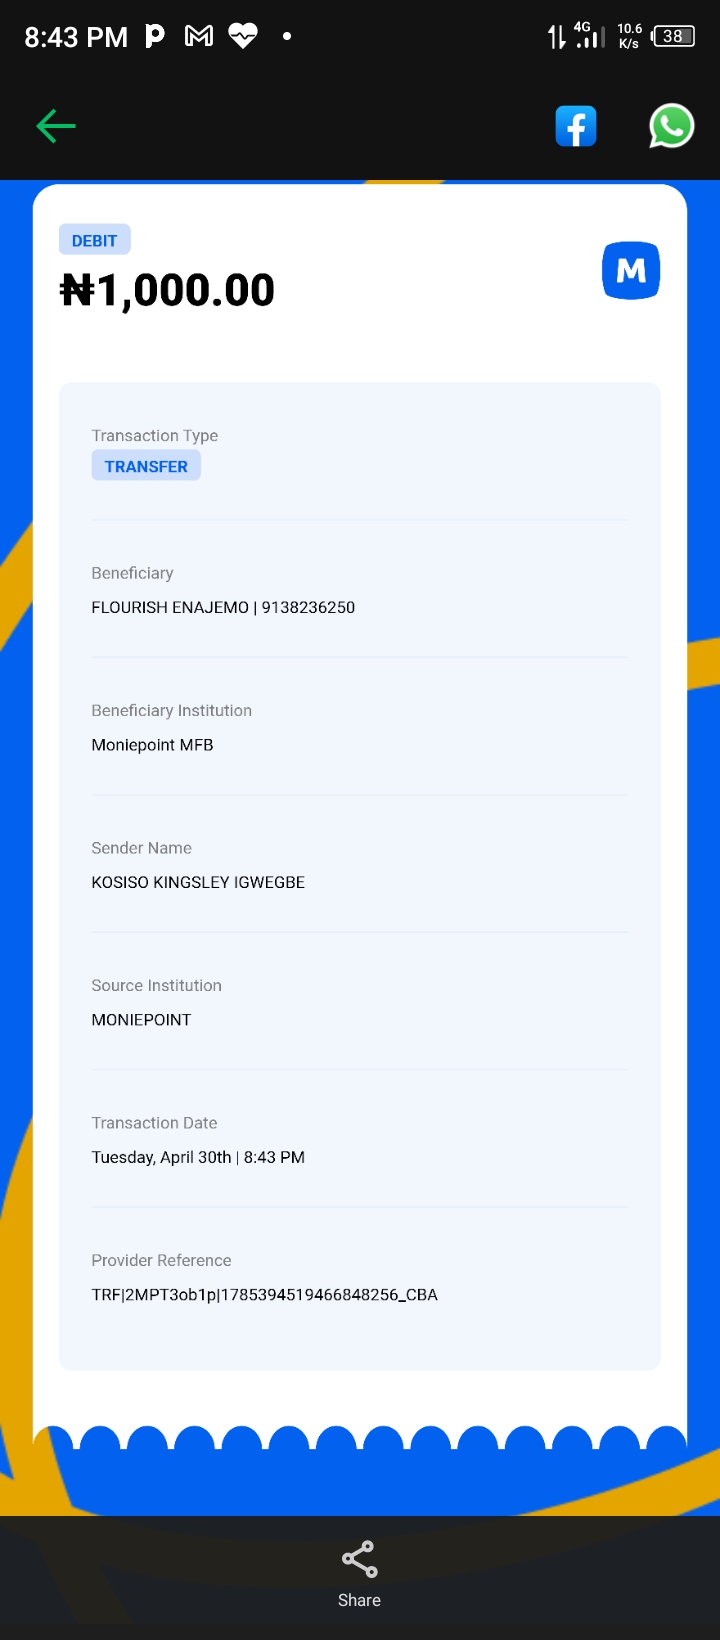 8:43 PM
4G
10.6
K/s
38
DEBIT
₦1,000.00
M
Transaction Type
TRANSFER
Beneficiary
FLOURISH ENAJEMO | 9138236250
Beneficiary Institution
Moniepoint MFB
Sender Name
KOSISO KINGSLEY IGWEGBE
Source Institution
MONIEPOINT
Transaction Date
Tuesday, April 30th | 8:43 PM
Provider Reference
TRF|2MPT3ob1p|1785394519466848256_CBA
Share